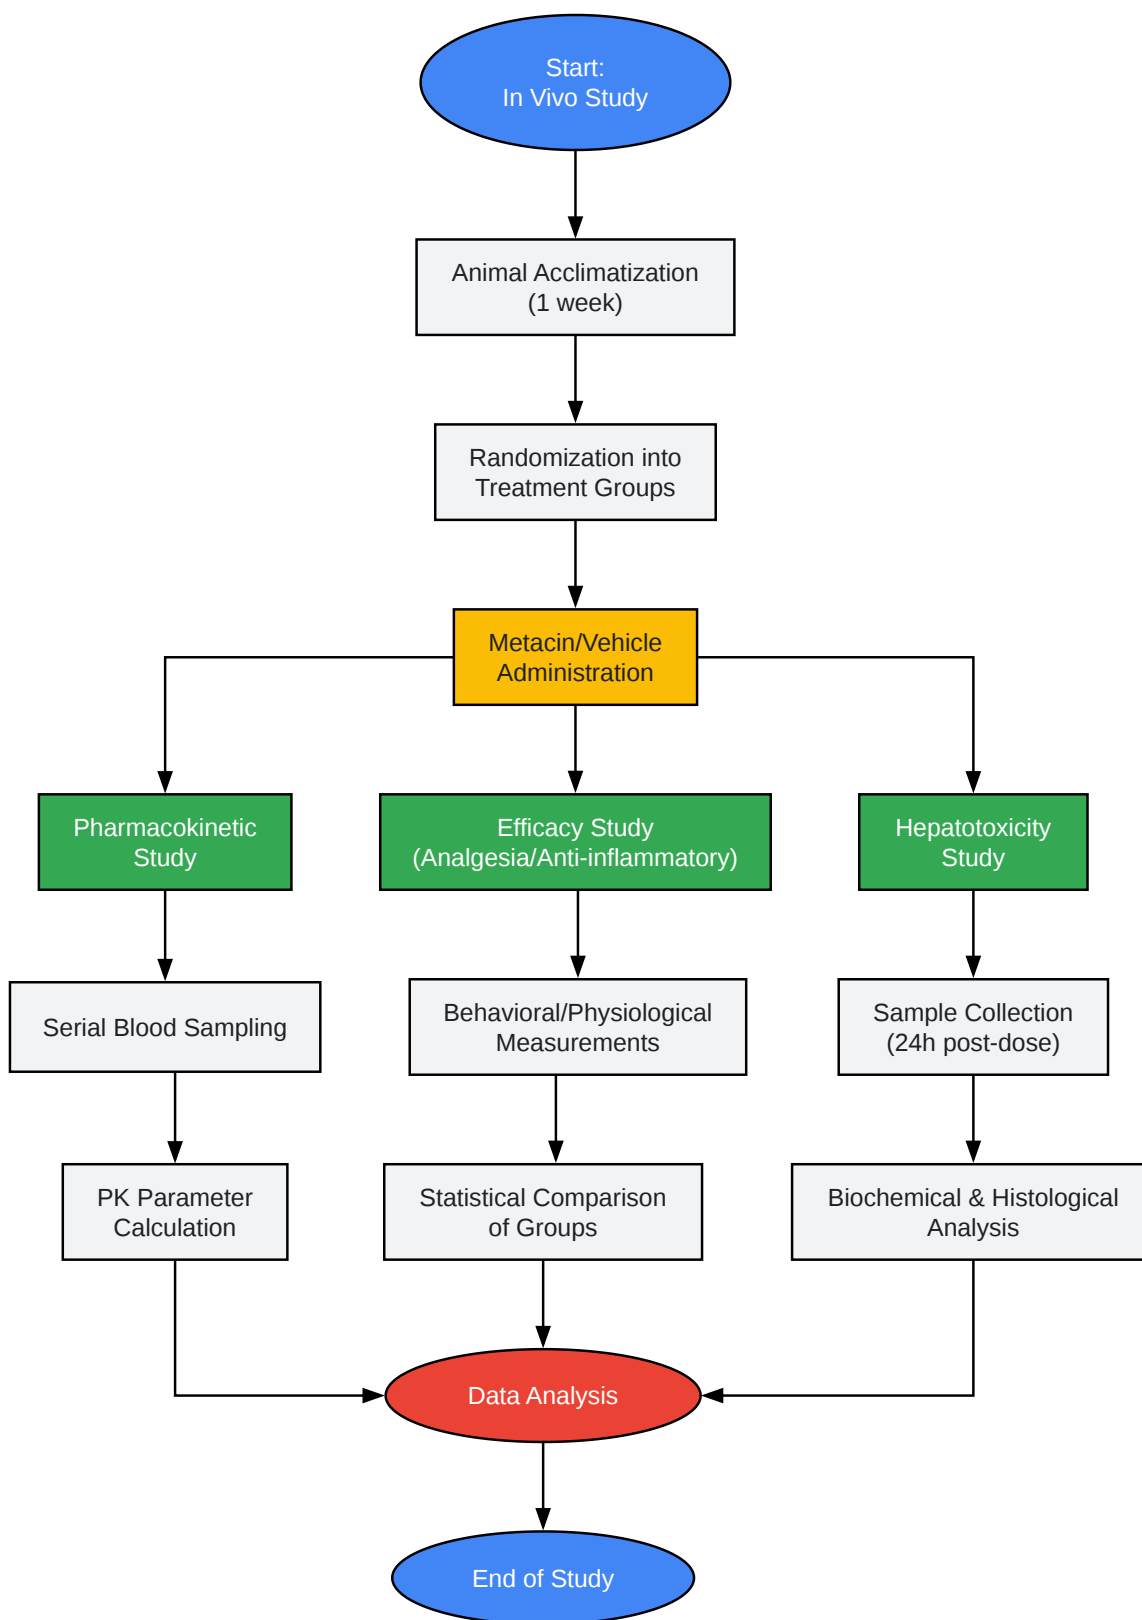 Start:
In Vivo Study
Animal Acclimatization
(1 week)
Randomization into
Treatment Groups
Metacin/Vehicle
Administration
Pharmacokinetic
Study
Efficacy Study
(Analgesia/Anti-inflammatory)
Hepatotoxicity
Study
Serial Blood Sampling
Behavioral/Physiological
Measurements
Sample Collection
(24h post-dose)
PK Parameter
Calculation
Statistical Comparison
of Groups
Biochemical & Histological
Analysis
Data Analysis
End of Study